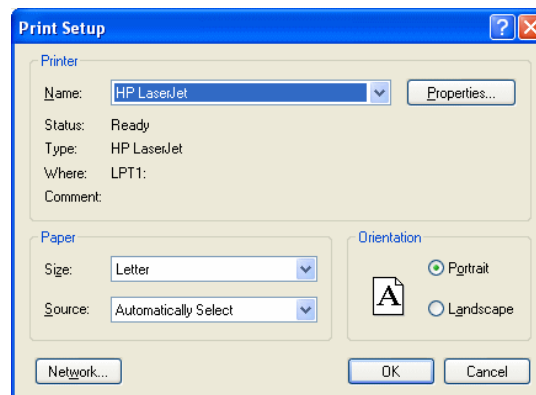 Print Setup
Printer
Name: HP LaserJet Properties...
Status: Ready
Type: HP LaserJet
Where: LPT1:
Comment:
Paper
Size: Letter
Source: Automatically Select
Orientation
A
Portrait
Landscape
Network... OK Cancel